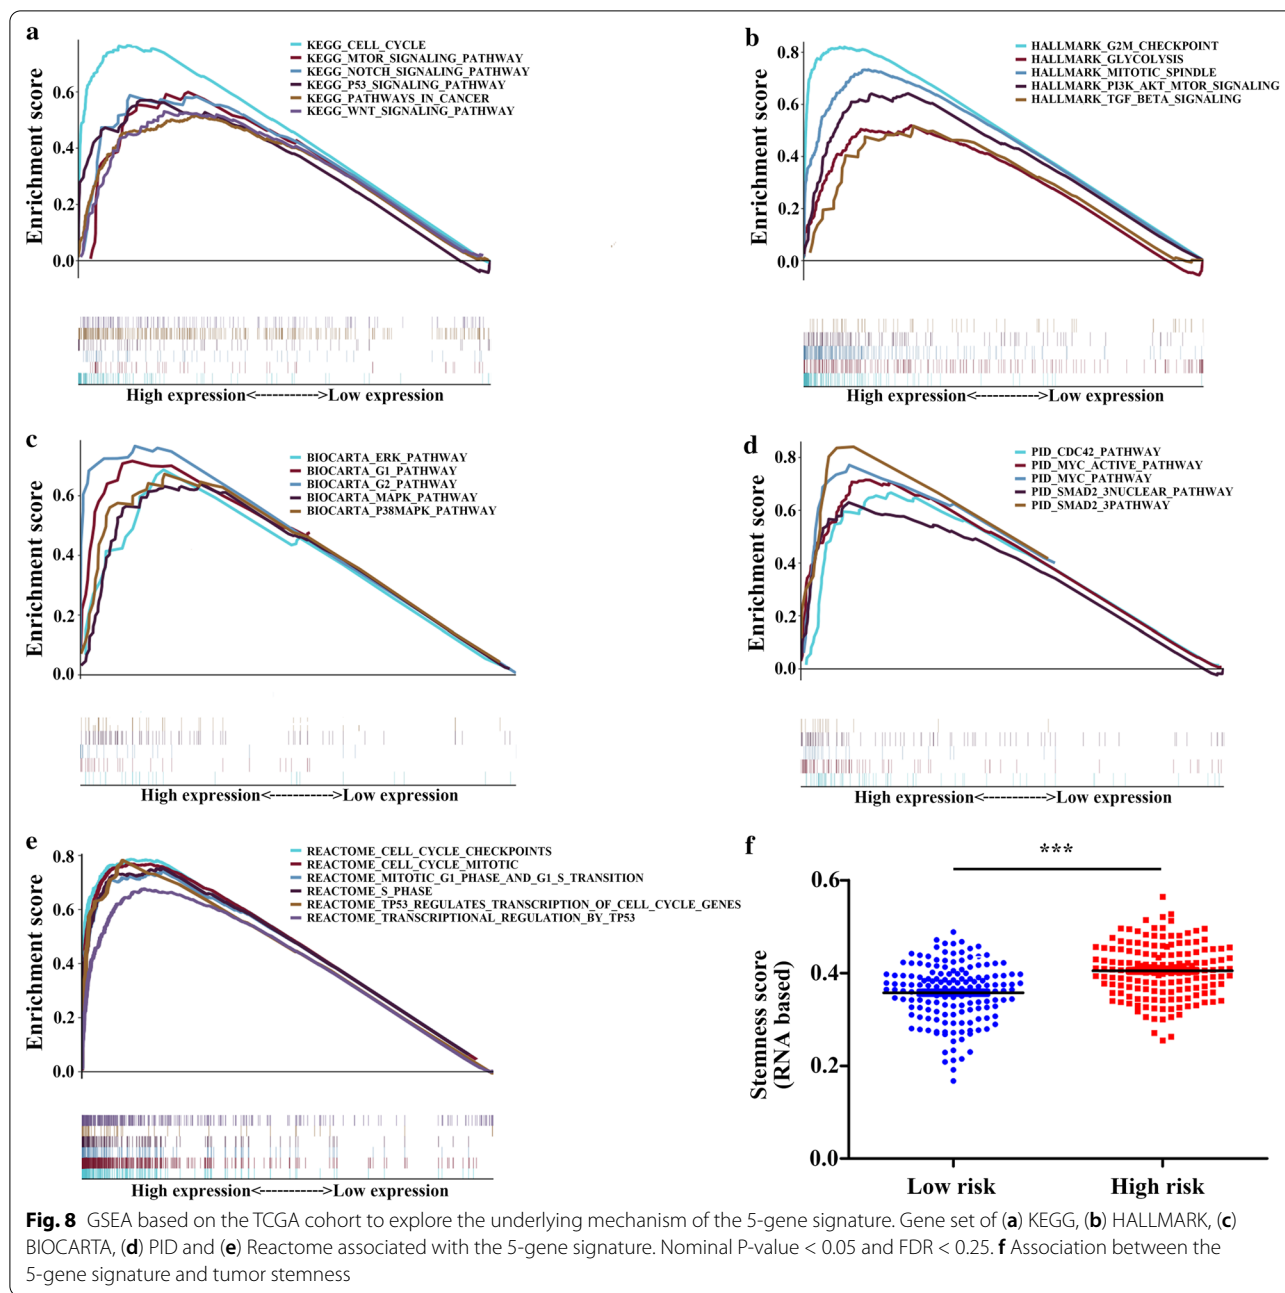 a
Enrichment score
0.6
0.4
0.2
0.0
KEGG_CELL_CYCLE
KEGG_MTOR_SIGNALING_PATHWAY
KEGG_NOTCH_SIGNALING_PATHWAY
KEGG_P53_SIGNALING_PATHWAY
KEGG_PATHWAYS_IN_CANCER
KEGG_WNT_SIGNALING_PATHWAY
High expression<----------->Low expression
b
Enrichment score
0.8
0.6
0.4
0.2
0.0
HALLMARK_G2M_CHECKPOINT
HALLMARK_GLYCOLYSIS
HALLMARK_MITOTIC_SPINDLE
HALLMARK_PI3K_AKT_MTOR_SIGNALING
HALLMARK_TGF_BETA_SIGNALING
High expression<----------->Low expression
c
Enrichment score
0.6
0.4
0.2
0.0
BIOCARTA_ERK_PATHWAY
BIOCARTA_G1_PATHWAY
BIOCARTA_G2_PATHWAY
BIOCARTA_MAPK_PATHWAY
BIOCARTA_P38MAPK_PATHWAY
High expression<----------->Low expression
d
Enrichment score
0.8
0.6
0.4
0.2
0.0
PID_CDC42_PATHWAY
PID_MYC_ACTIVE_PATHWAY
PID_MYC_PATHWAY
PID_SMAD2_3NUCLEAR_PATHWAY
PID_SMAD2_3PATHWAY
High expression<----------->Low expression
e
Enrichment score
0.8
0.6
0.4
0.2
0.0
REACTOME_CELL_CYCLE_CHECKPOINTS
REACTOME_CELL_CYCLE_MITOTIC
REACTOME_MITOTIC_G1_PHASE_AND_G1_S_TRANSITION
REACTOME_S_PHASE
REACTOME_TP53_REGULATES_TRANSCRIPTION_OF_CELL_CYCLE_GENES
REACTOME_TRANSCRIPTIONAL_REGULATION_BY_TP53
High expression<----------->Low expression
f
***
Stemness score
(RNA based)
0.6
0.4
0.2
0.0
Low risk
High risk
Fig. 8 GSEA based on the TCGA cohort to explore the underlying mechanism of the 5-gene signature. Gene set of (a) KEGG, (b) HALLMARK, (c)
BIOCARTA, (d) PID and (e) Reactome associated with the 5-gene signature. Nominal P-value < 0.05 and FDR < 0.25. f Association between the
5-gene signature and tumor stemness